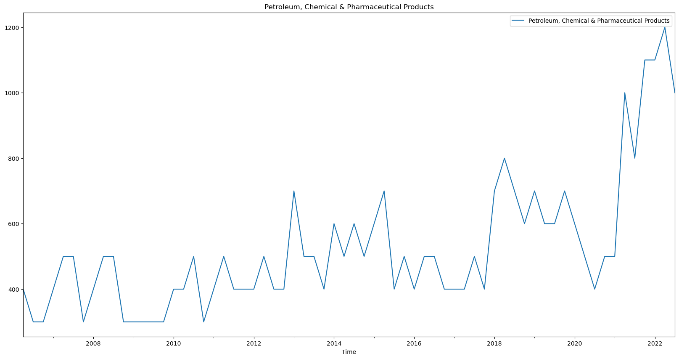 Petroleum, Chemical & Pharmaceutical Products
Petroleum, Chemical & Pharmaceutical Products
1200
1000
800
600
400
2008 2010 2012 2014 2016 2018 2020 2022
Time